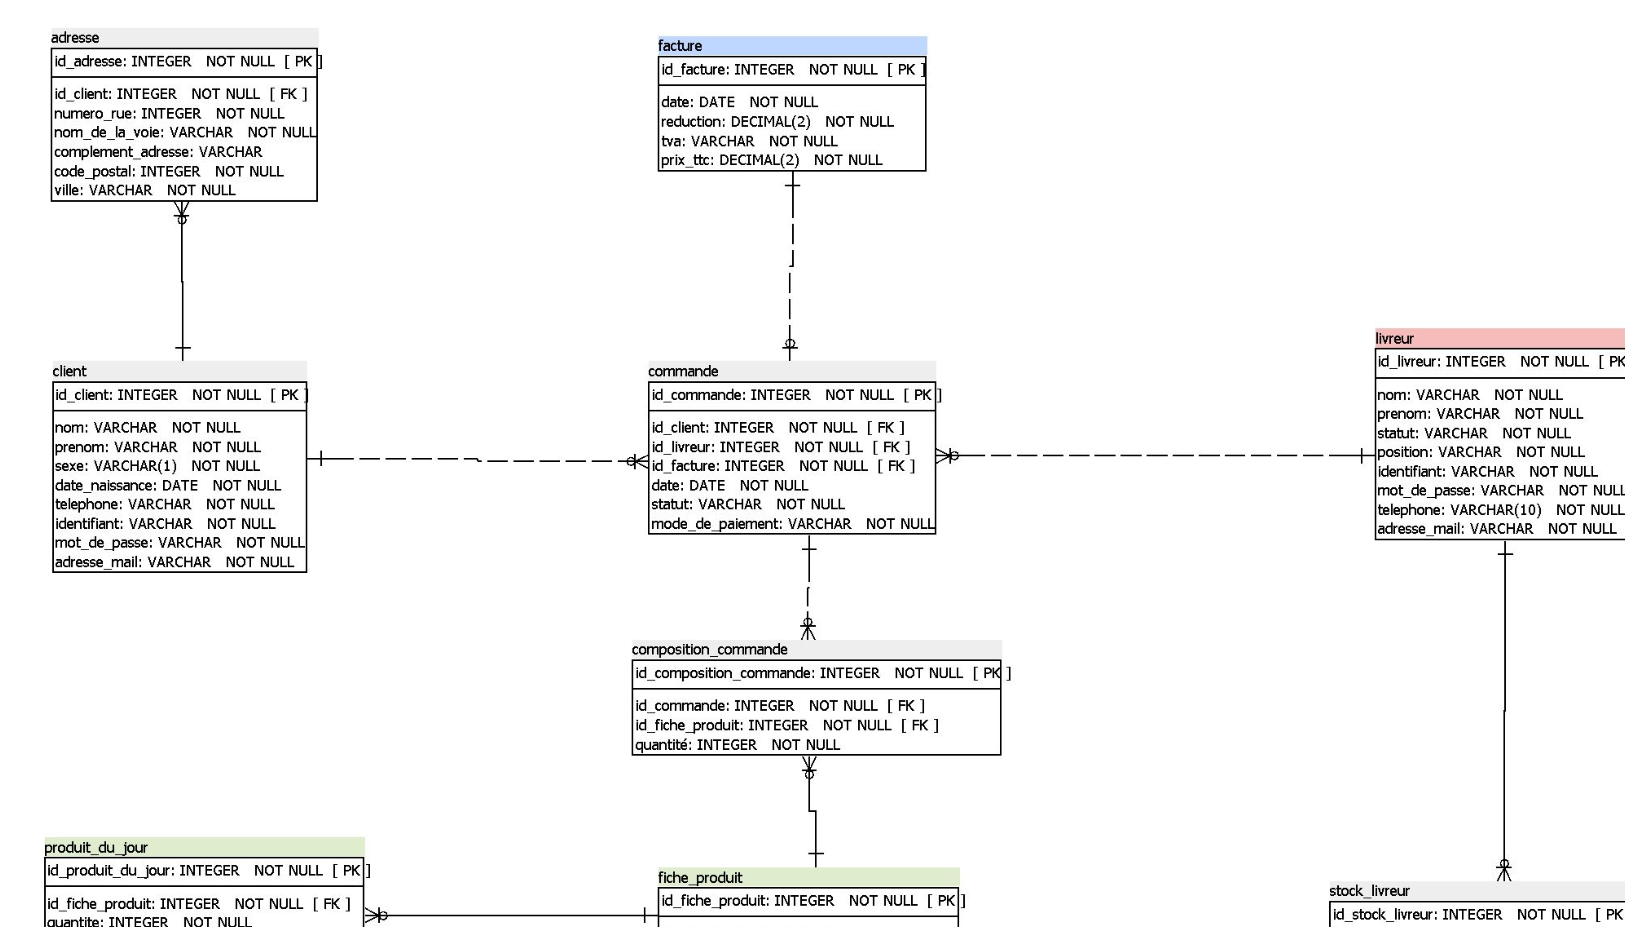 adresse
id_adresse: INTEGER NOT NULL [ PK ]
id_client: INTEGER NOT NULL [ FK ]
numero_rue: INTEGER NOT NULL
nom_de_la_voie: VARCHAR NOT NULL
complement_adresse: VARCHAR
code_postal: INTEGER NOT NULL
ville: VARCHAR NOT NULL
facture
id_facture: INTEGER NOT NULL [ PK ]
date: DATE NOT NULL
reduction: DECIMAL(2) NOT NULL
tva: VARCHAR NOT NULL
prix_ttc: DECIMAL(2) NOT NULL
client
id_client: INTEGER NOT NULL [ PK ]
nom: VARCHAR NOT NULL
prenom: VARCHAR NOT NULL
sexe: VARCHAR(1) NOT NULL
date_naissance: DATE NOT NULL
telephone: VARCHAR NOT NULL
identifiant: VARCHAR NOT NULL
mot_de_passe: VARCHAR NOT NULL
adresse_mail: VARCHAR NOT NULL
commande
id_commande: INTEGER NOT NULL [ PK ]
id_client: INTEGER NOT NULL [ FK ]
id_livreur: INTEGER NOT NULL [ FK ]
id_facture: INTEGER NOT NULL [ FK ]
date: DATE NOT NULL
statut: VARCHAR NOT NULL
mode_de_paiement: VARCHAR NOT NULL
livreur
id_livreur: INTEGER NOT NULL [ PK
nom: VARCHAR NOT NULL
prenom: VARCHAR NOT NULL
statut: VARCHAR NOT NULL
position: VARCHAR NOT NULL
identifiant: VARCHAR NOT NULL
mot_de_passe: VARCHAR NOT NULL
telephone: VARCHAR(10) NOT NULL
adresse_mail: VARCHAR NOT NULL
composition_commande
id_composition_commande: INTEGER NOT NULL [ PK ]
id_commande: INTEGER NOT NULL [ FK ]
id_fiche_produit: INTEGER NOT NULL [ FK ]
quantité: INTEGER NOT NULL
produit_du_jour
id_produit_du_jour: INTEGER NOT NULL [ PK ]
id_fiche_produit: INTEGER NOT NULL [ FK ]
quantite: INTEGER NOT NULL
fiche_produit
id_fiche_produit: INTEGER NOT NULL [ PK ]
stock_livreur
id_stock_livreur: INTEGER NOT NULL [ PK